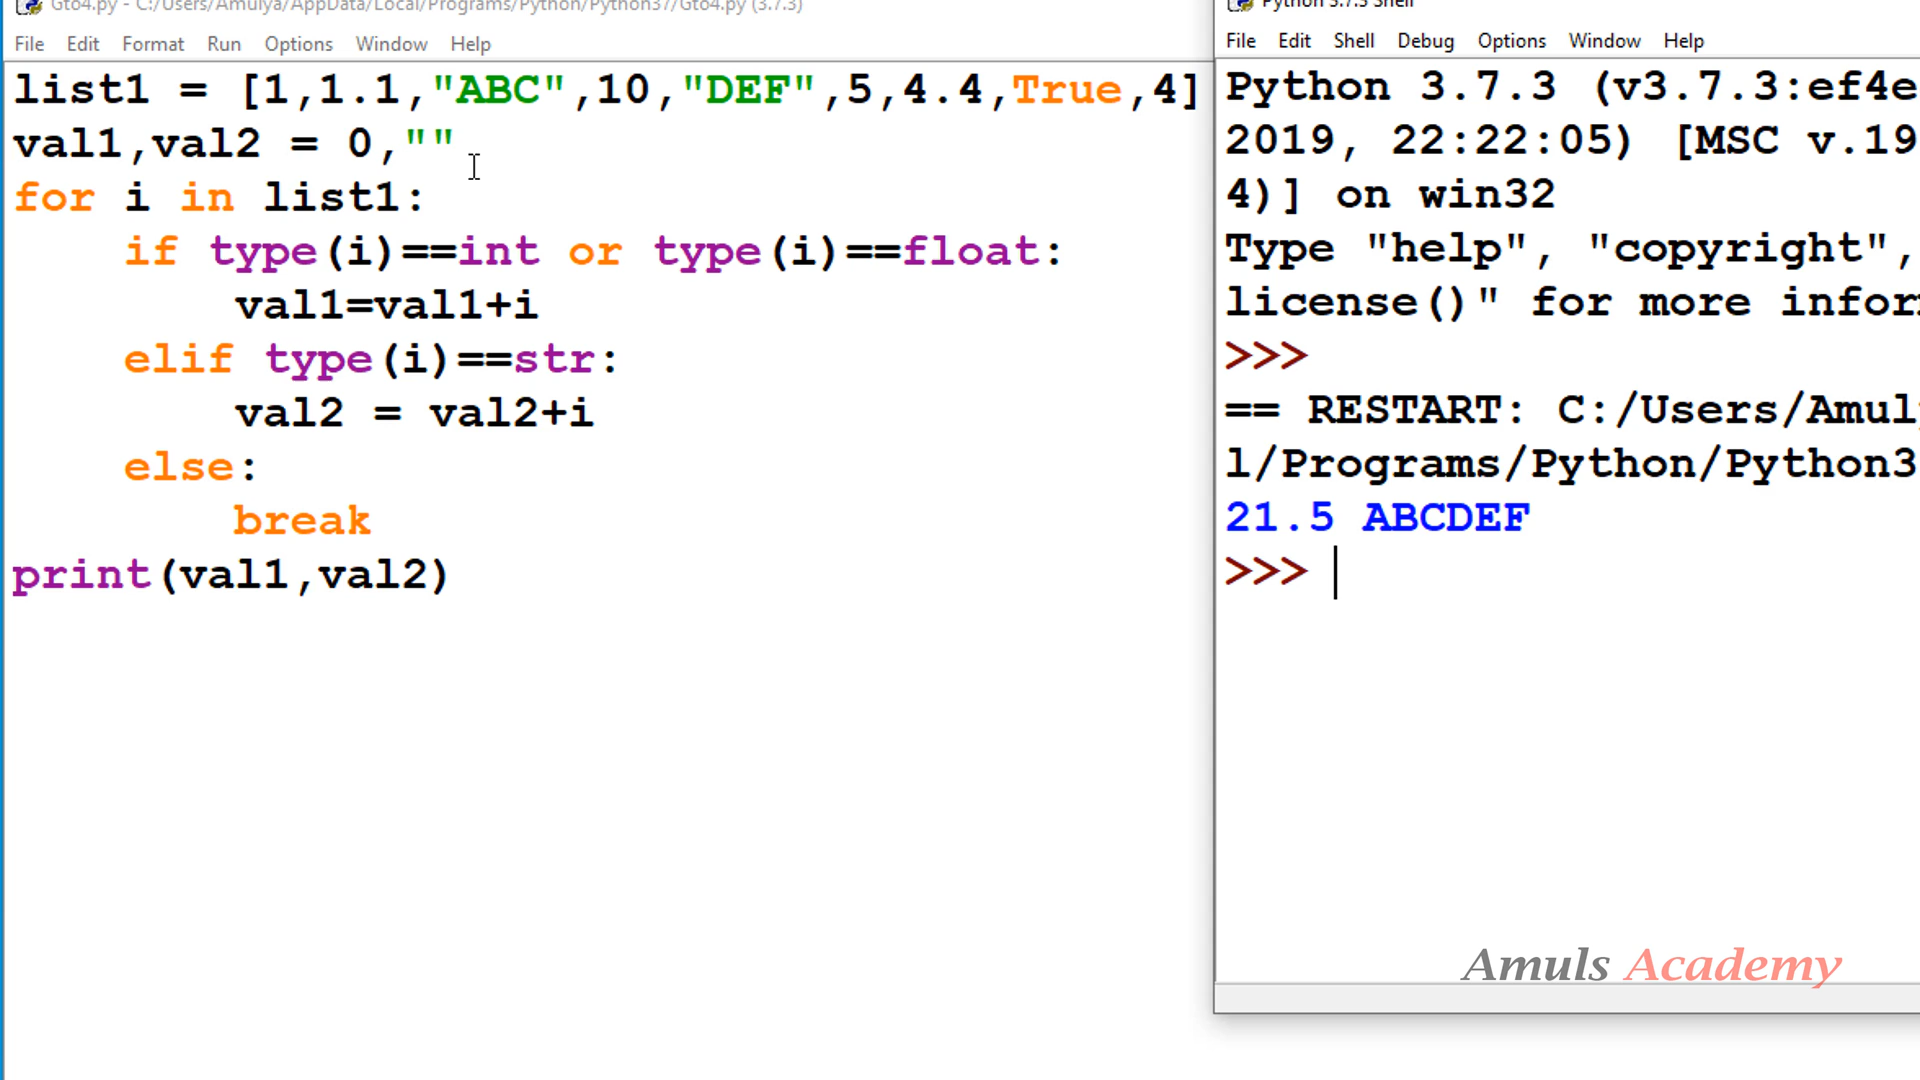 Gto4.py - C:/Users/Amulya/AppData/Local/Programs/Python/Python37/Gto4.py (3.7.3)
File Edit Format Run Options Window Help
list1 = [1,1.1,"ABC",10,"DEF",5,4.4,True,4]
val1,val2 = 0,""
for i in list1:
    if type(i)==int or type(i)==float:
        val1=val1+i
    elif type(i)==str:
        val2 = val2+i
    else:
        break
print(val1,val2)
Python 3.7.3 Shell
File Edit Shell Debug Options Window Help
Python 3.7.3 (v3.7.3:ef4e
2019, 22:22:05) [MSC v.19
4)] on win32
Type "help", "copyright",
license()" for more infor
>>>
== RESTART: C:/Users/Amul
l/Programs/Python/Python3
21.5 ABCDEF
>>>
Amuls Academy